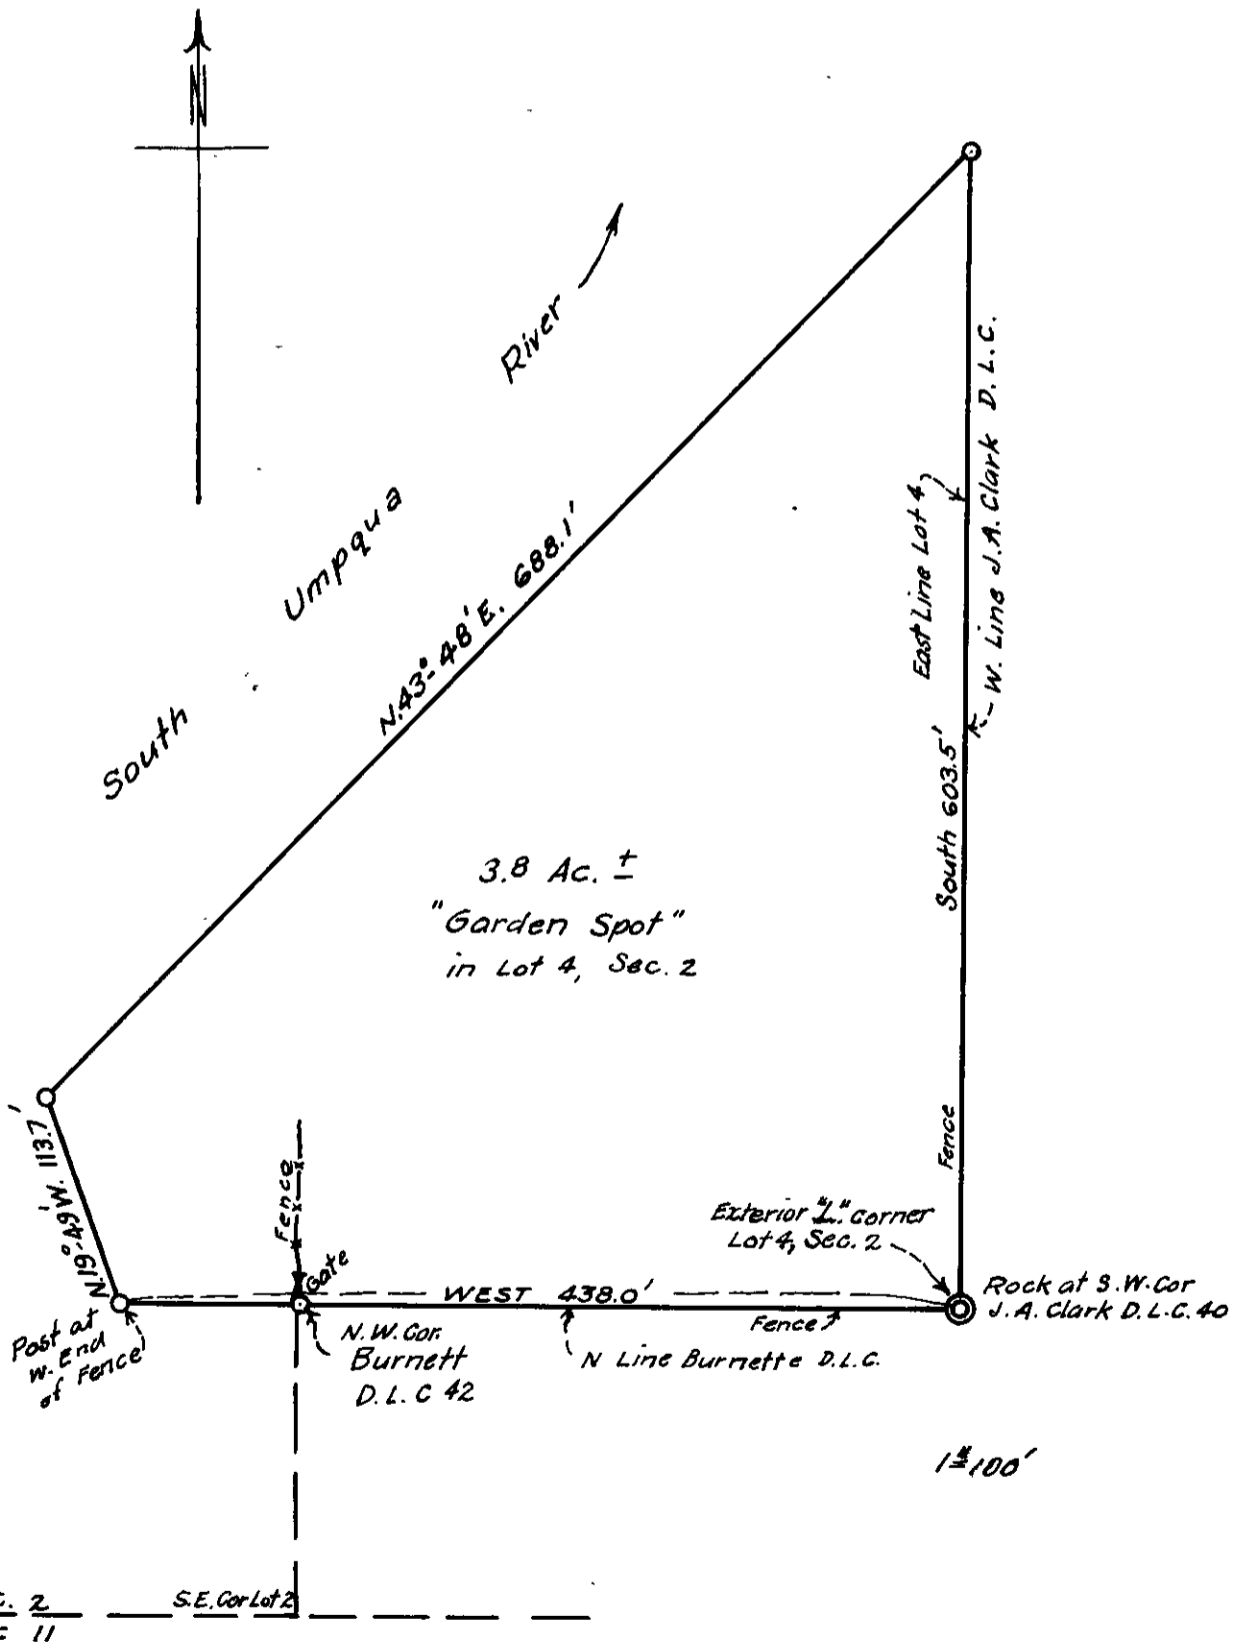 N
River
Umpqua
South
N.43°-48' E. 688.1'
East Line Lot 4
W. Line J.A. Clark D.L.C.
South 603.5'
3.8 Ac. ±
"Garden Spot"
in Lot 4, Sec. 2
Fence
N.19°-49' W. 113.7'
Fence
Gate
Exterior "L" corner
Lot 4, Sec. 2
WEST 438.0'
Rock at S.W. Cor
J.A. Clark D.L.C. 40
Post at
W. End
of Fence
N.W. Cor.
Burnett
D.L.C 42
Fence
N Line Burnette D.L.C.
1"=100'
2
S.E. Cor Lot 2
11